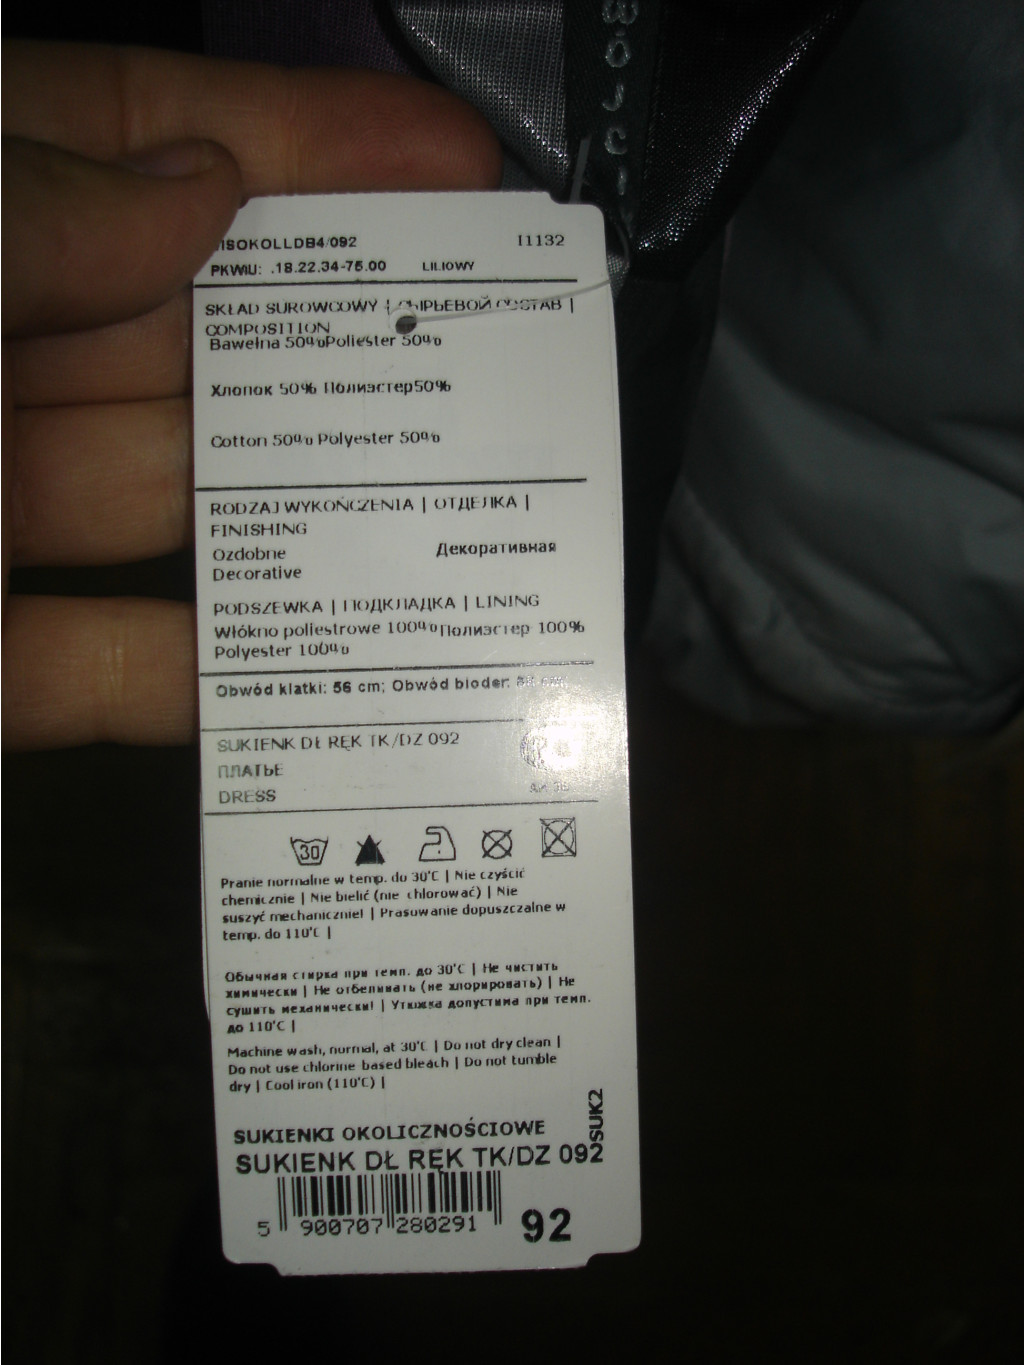 WÓJCI
ISOKOLLDB4/092 11132
PKWiU: .18.22.34-75.00 LILIOWY
SKŁAD SUROWCOWY | СЫРЬЕВОЙ СОСТАВ |
COMPOSITION
Bawełna 50%Poliester 50%
Хлопок 50% Полиэстер50%
Cotton 50% Polyester 50%
RODZAJ WYKOŃCZENIA | ОТДЕЛКА |
FINISHING
Ozdobne Декоративная
Decorative
PODSZEWKA | ПОДКЛАДКА | LINING
Włókno poliestrowe 100%Полиэстер 100%
Polyester 100%
Obwód klatki: 56 cm; Obwód bioder: cm
SUKIENK DŁ RĘK TK/DZ 092
ПЛАТЬЕ
DRESS
30
Pranie normalne w temp. do 30°C | Nie czyścić
chemicznie | Nie bielić (nie chlorować) | Nie
suszyć mechanicznie! | Prasowanie dopuszczalne w
temp. do 110°C |
Обычная стирка при темп. до 30°C | Не чистить
химически | Не отбеливать (не хлорировать) | Не
сушить механически! | Утюжка допустима при темп.
до 110°C |
Machine wash, normal, at 30°C | Do not dry clean |
Do not use chlorine based bleach | Do not tumble
dry | Cool iron (110°C) |
SUKIENKI OKOLICZNOŚCIOWE
SUKIENK DŁ RĘK TK/DZ 092
SUK2
5 900707 280291 92